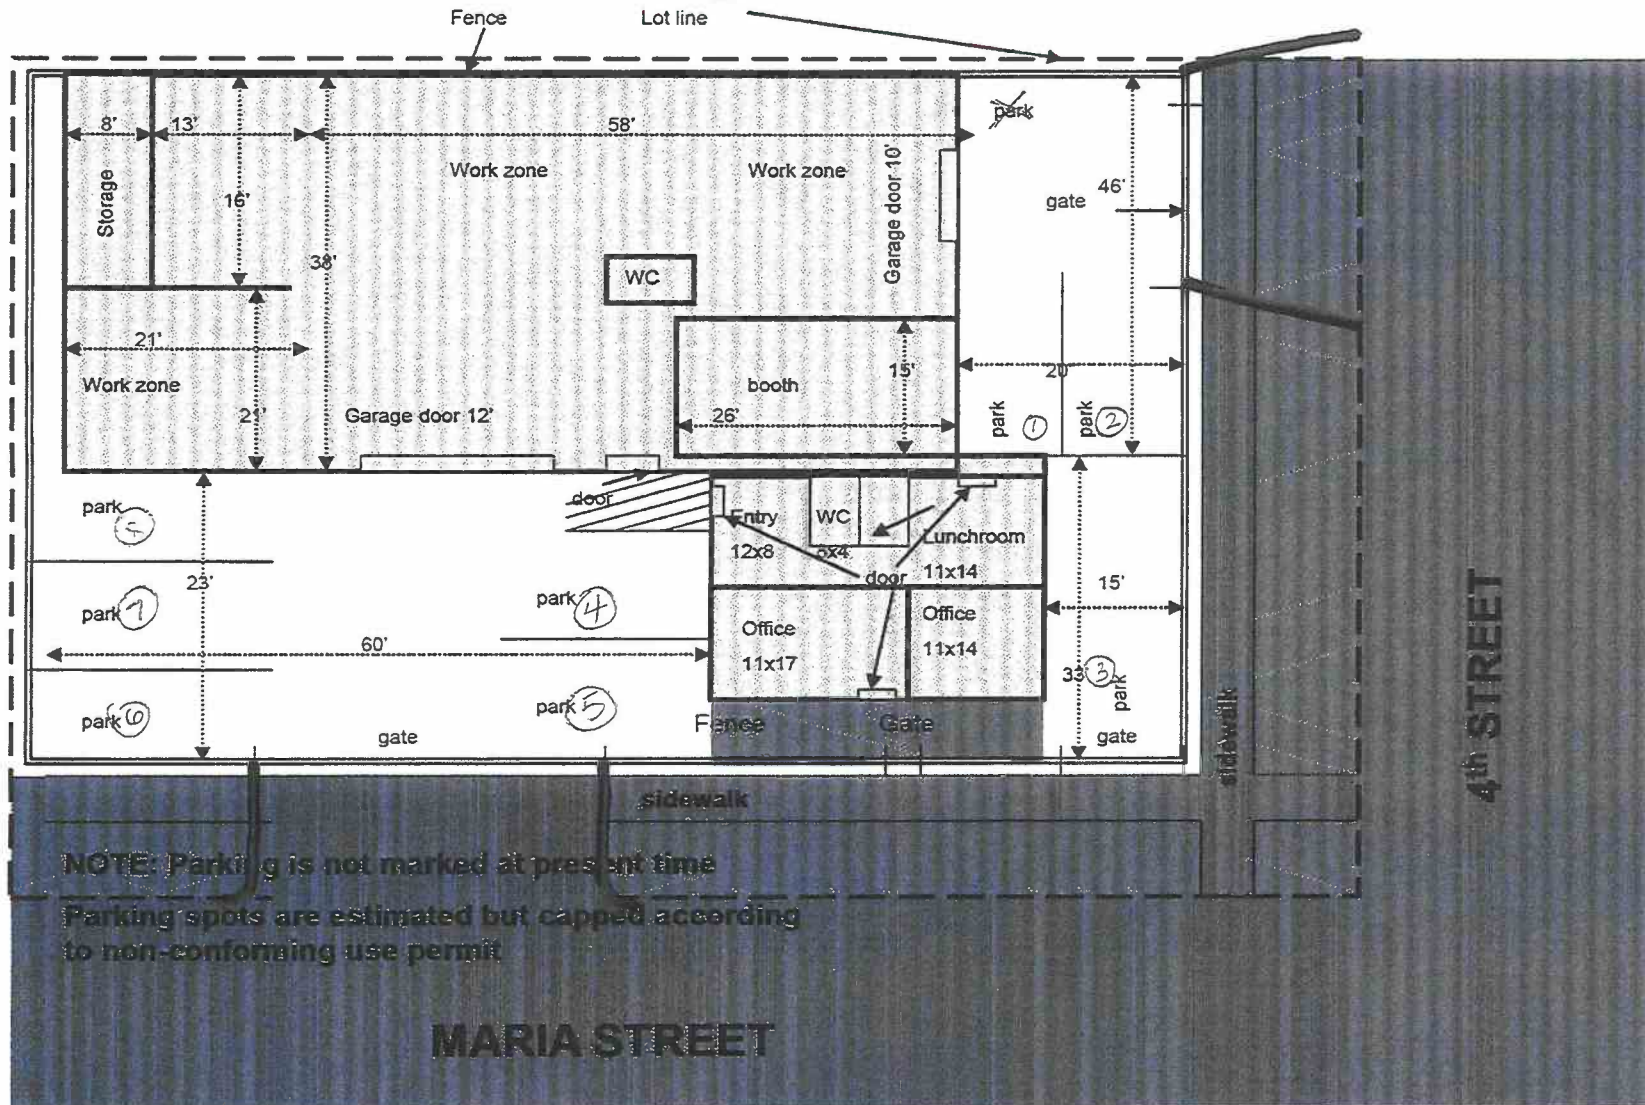 Fence
Lot line
8'
13'
58'
park
Work zone
Work zone
Garage door 10'
46'
Storage
16'
gate
38'
WC
21'
Work zone
21'
Garage door 12'
booth
15'
26'
20'
park ①
park ②
park
door
Entry
12x8
WC
Lunchroom
11x14
door
23'
park ⑦
park ④
15'
Office
11x17
Office
11x14
60'
park ③
park ⑥
park ⑤
gate
Fence
Gate
gate
sidewalk
sidewalk
4th STREET
NOTE: Parking is not marked at present time
Parking spots are estimated but capped according
to non-conforming use permit
MARIA STREET